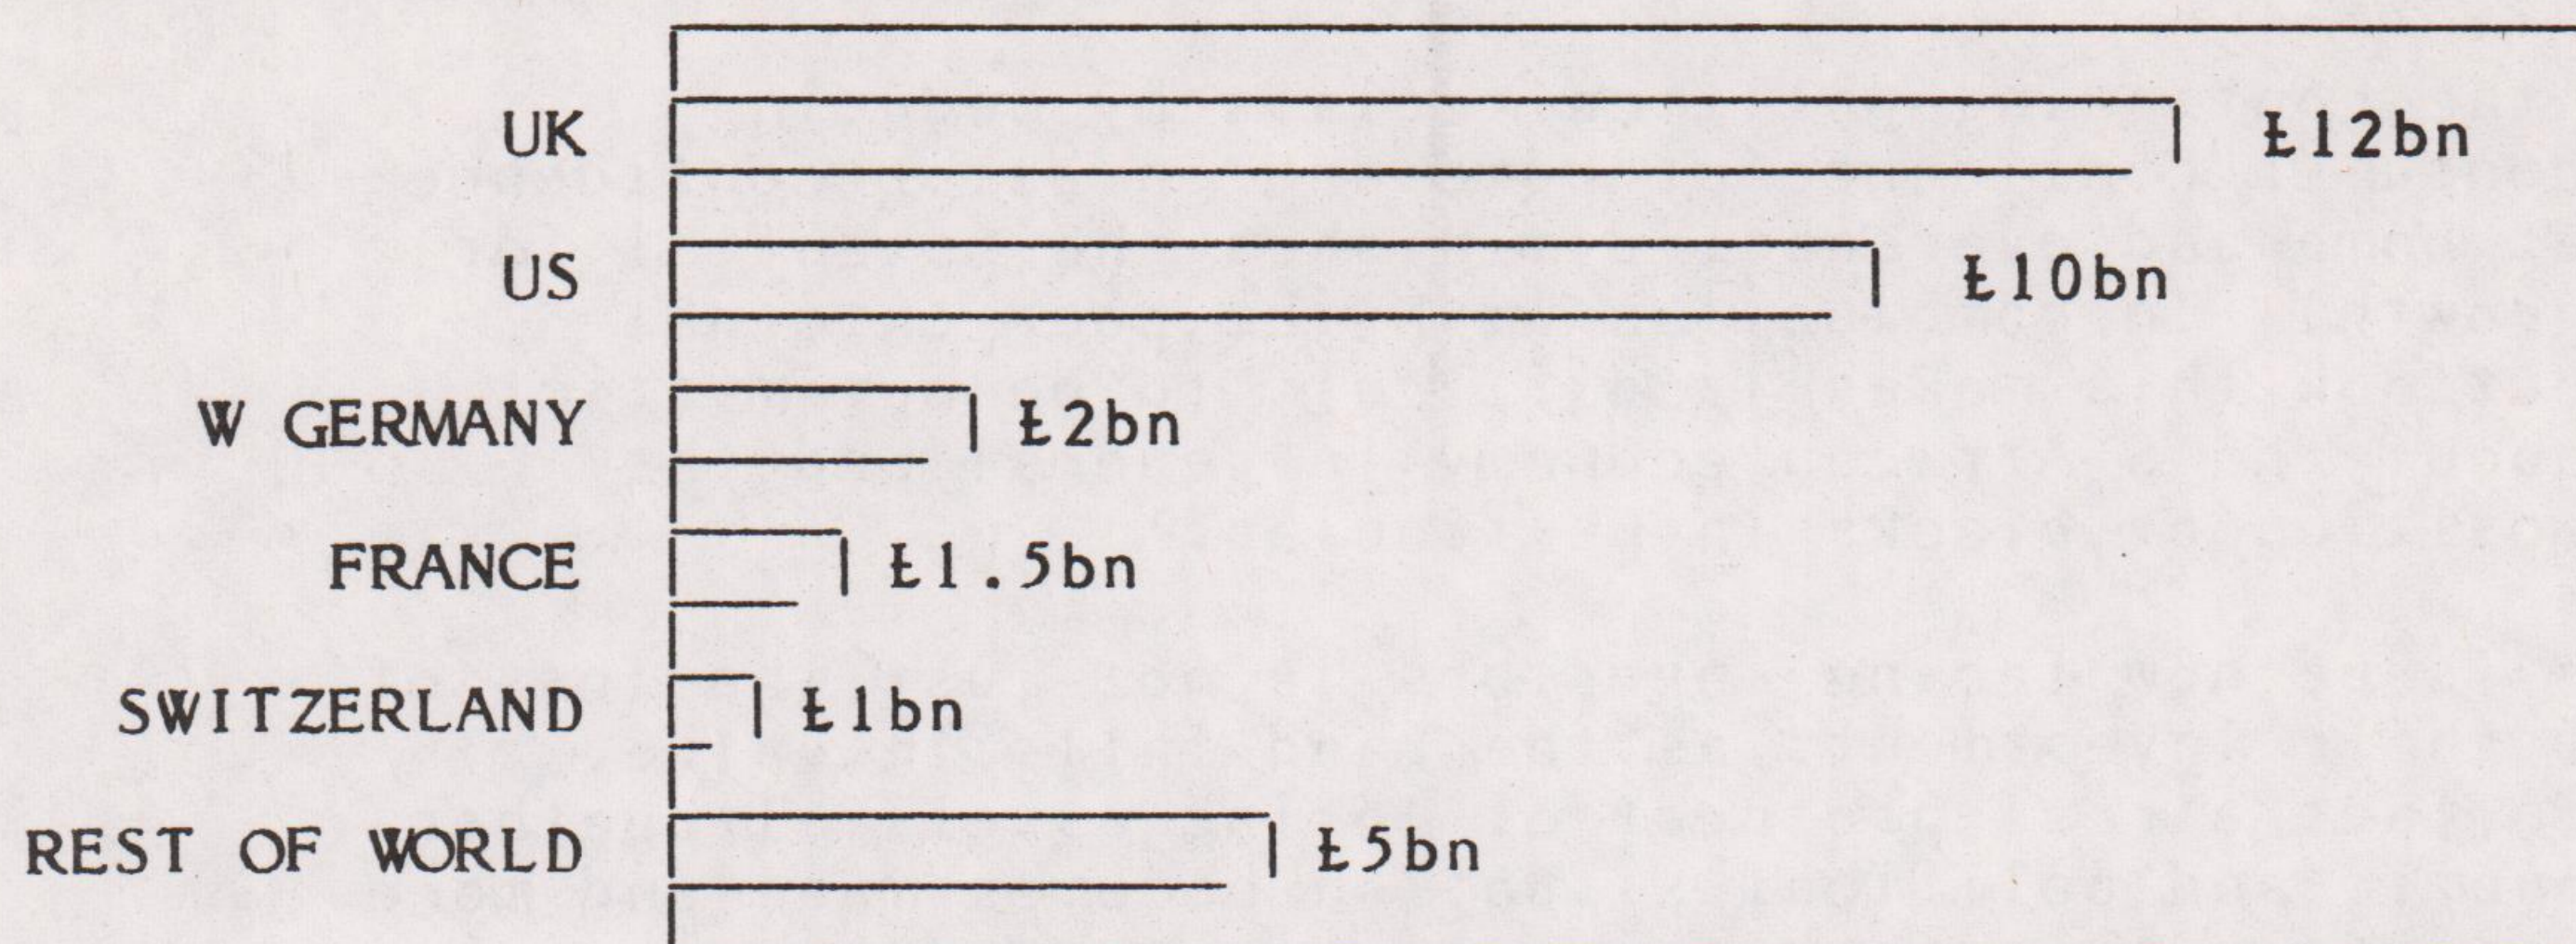 UK £12bn
US £10bn
W GERMANY £2bn
FRANCE £1.5bn
SWITZERLAND £1bn
REST OF WORLD £5bn